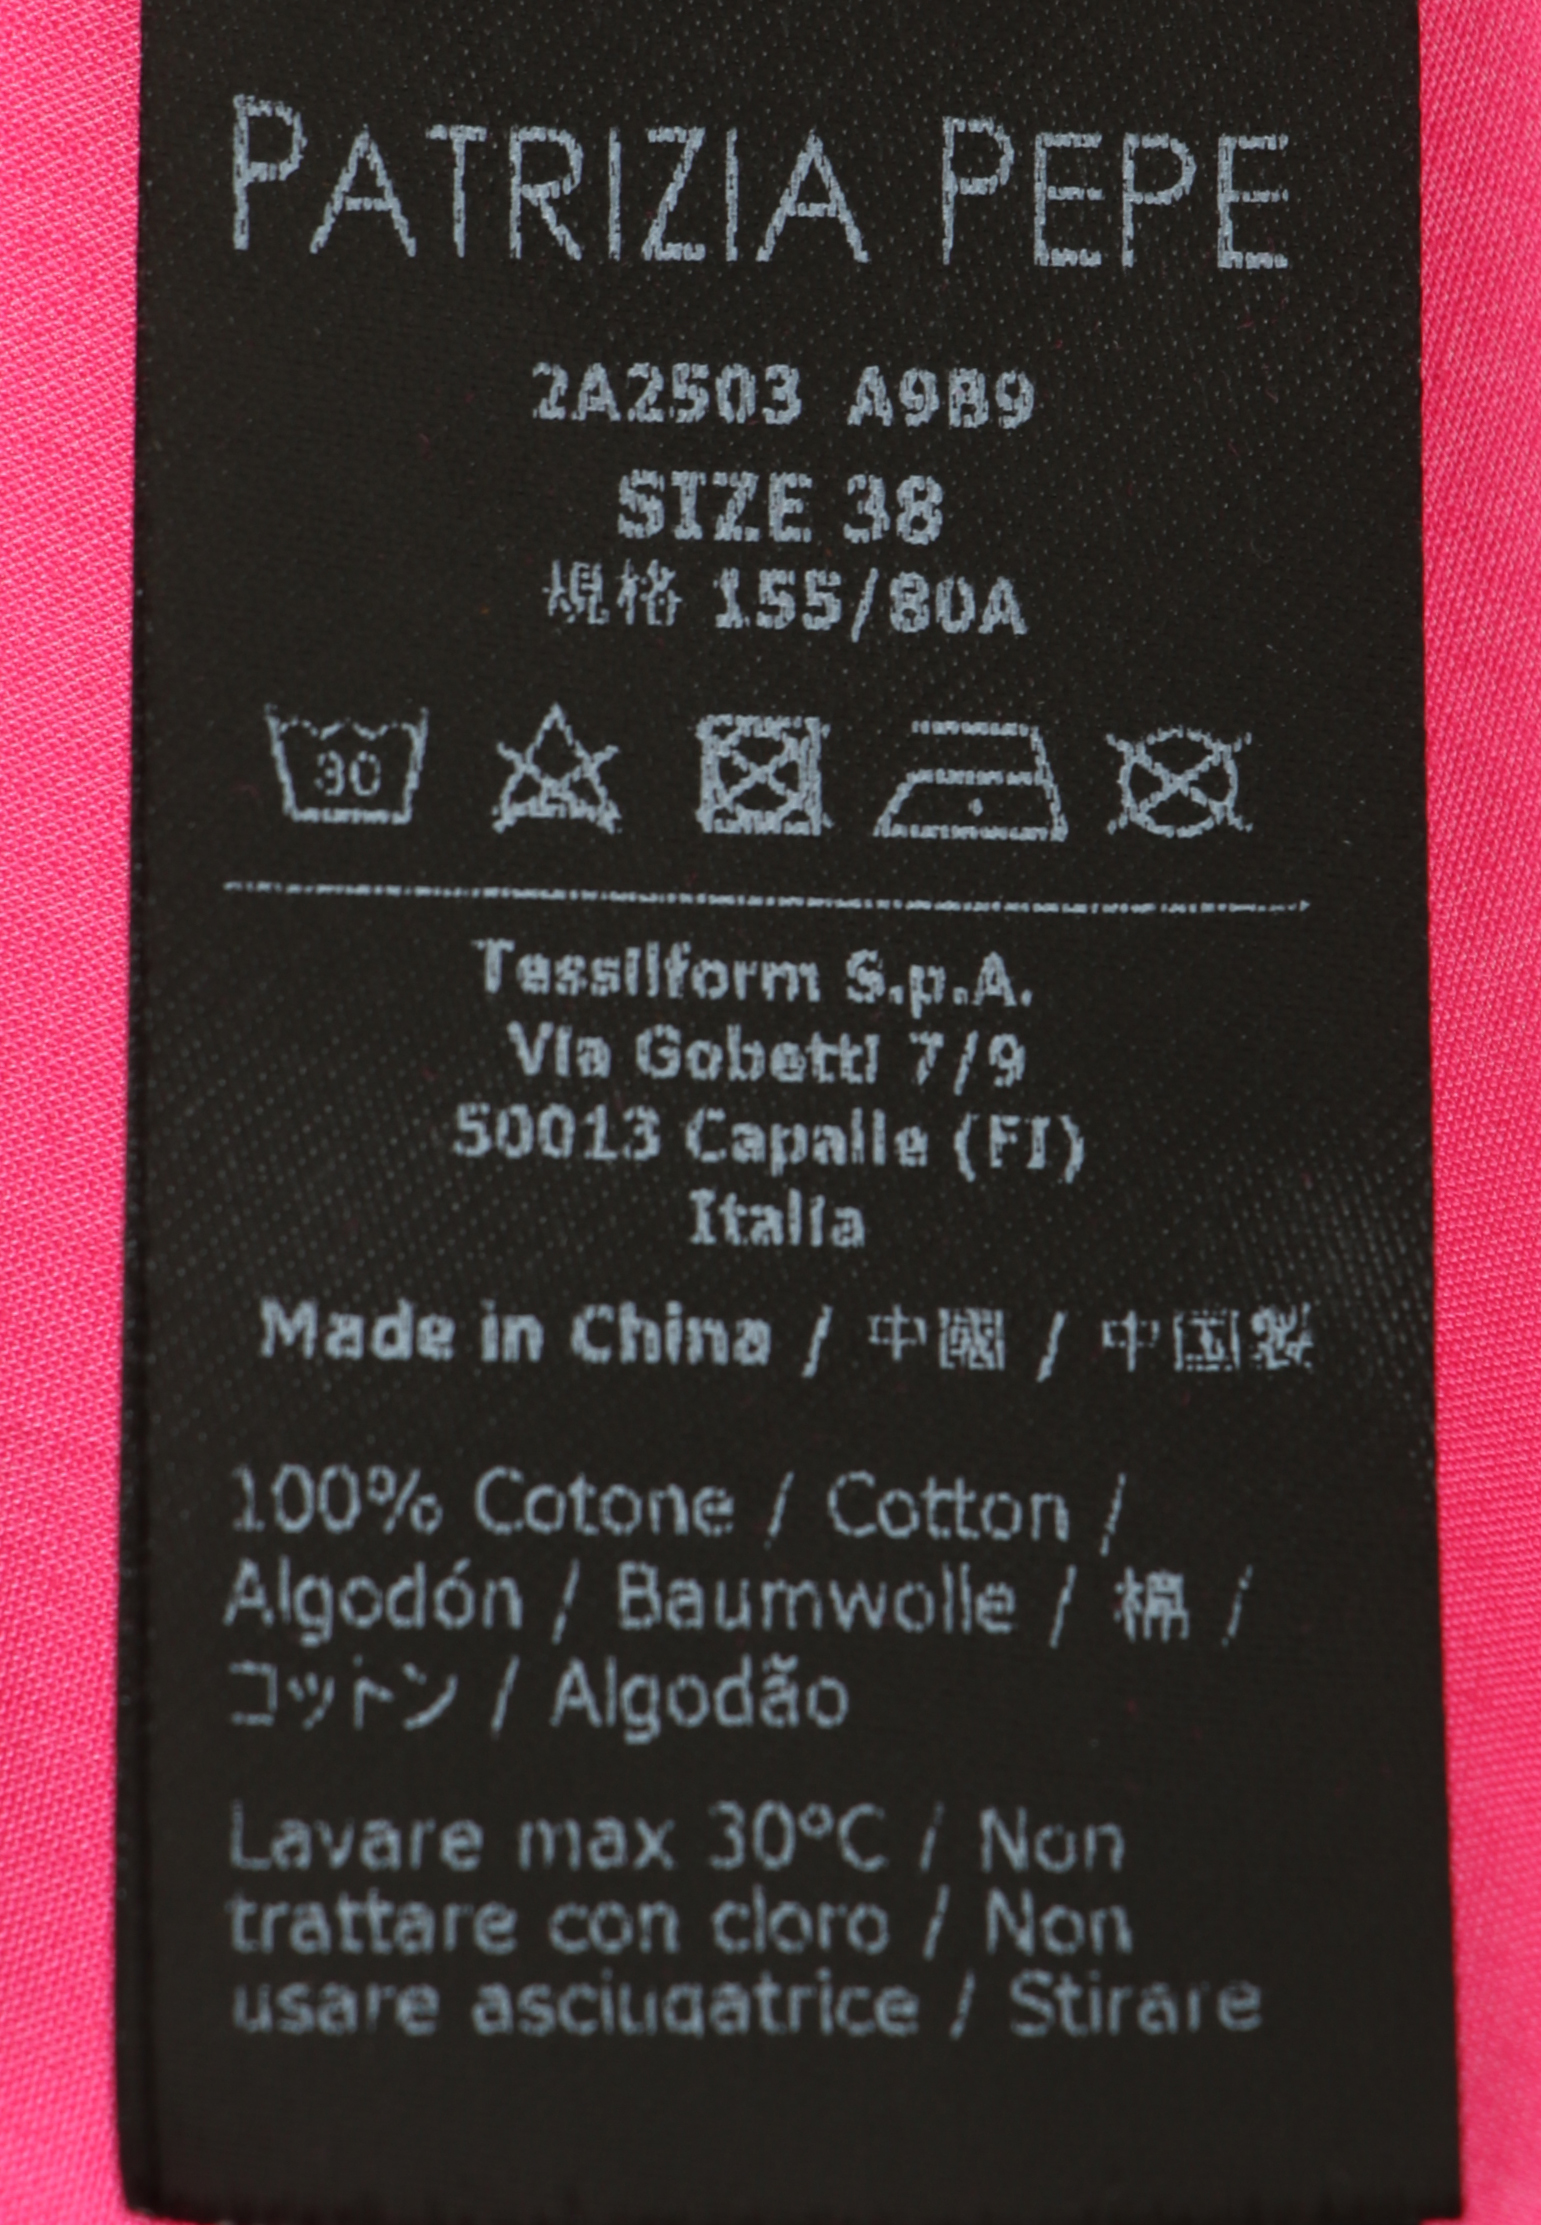 PATRIZIA PEPE
2A2503 A9B9
SIZE 38
規格 155/80A
30
Tessilform S.p.A.
Via Gobetti 7/9
50013 Capalle (FI)
Italia
Made in China / 中國 / 中国製
100% Cotone / Cotton /
Algodón / Baumwolle / 棉 /
コットン / Algodão
Lavare max 30°C / Non
trattare con cloro / Non
usare asciugatrice / Stirare